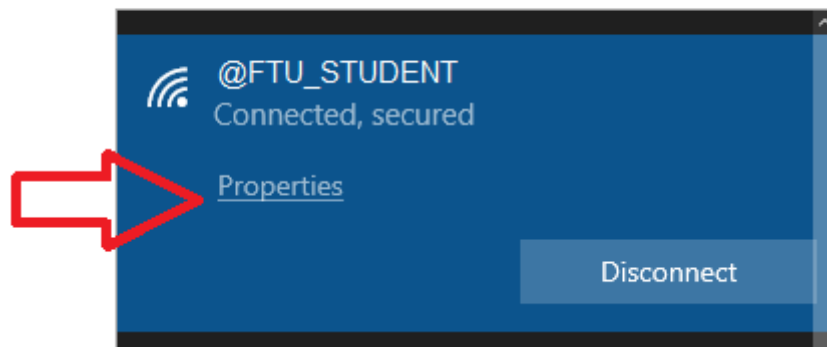 @FTU_STUDENT
Connected, secured
Properties
Disconnect